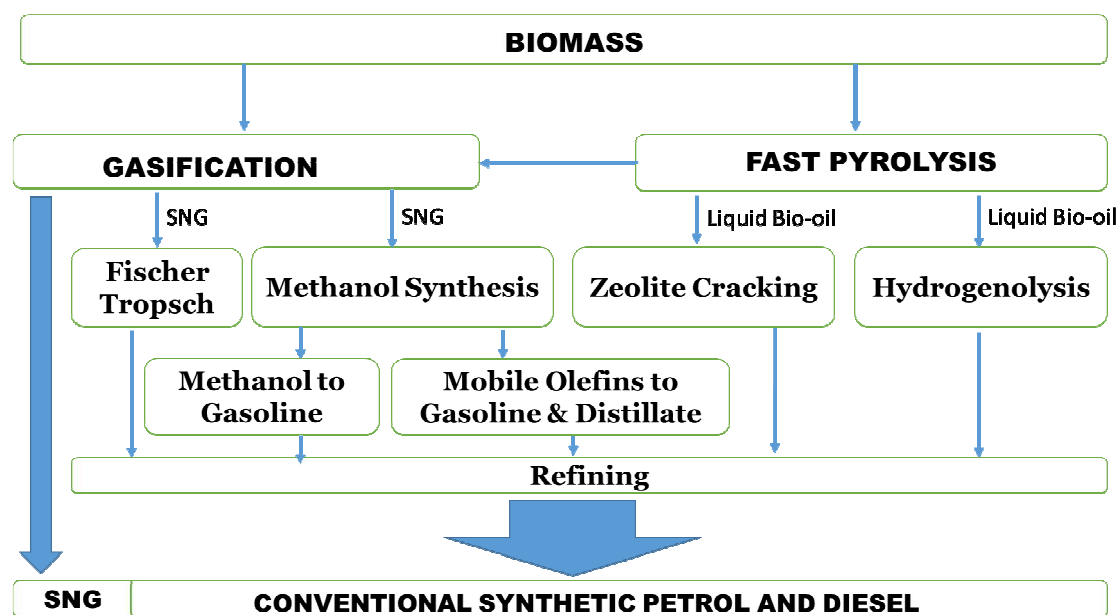 BIOMASS
GASIFICATION
FAST PYROLYSIS
SNG
SNG
Liquid Bio-oil
Liquid Bio-oil
Fischer
Tropsch
Methanol Synthesis
Zeolite Cracking
Hydrogenolysis
Methanol to
Gasoline
Mobile Olefins to
Gasoline & Distillate
Refining
SNG
CONVENTIONAL SYNTHETIC PETROL AND DIESEL